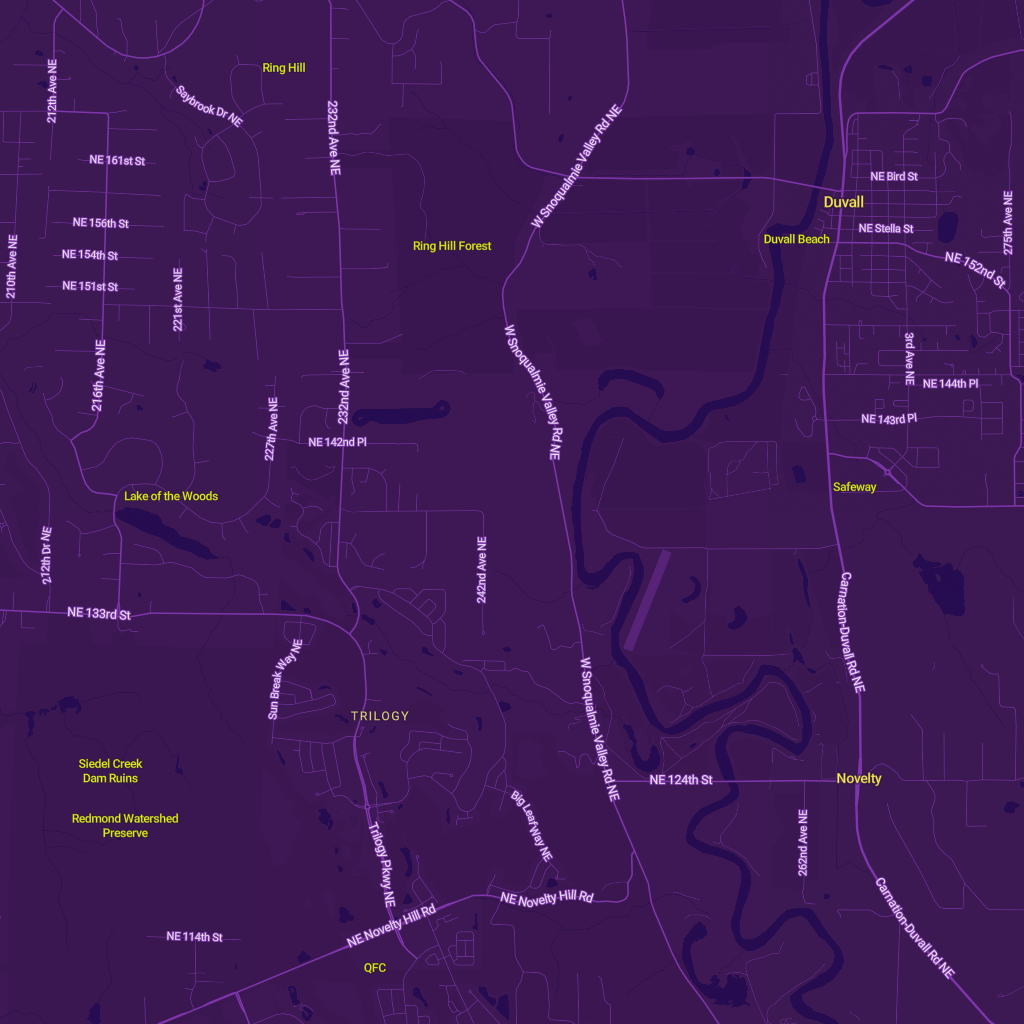 Ring Hill
212th Ave NE
Saybrook Dr NE
232nd Ave NE
W Snoqualmie Valley Rd NE
NE 161st St
NE Bird St
Duvall
275th Ave NE
NE 156th St
NE Stella St
Duvall Beach
Ring Hill Forest
NE 154th St
210th Ave NE
NE 152nd St
NE 151st St
221st Ave NE
W Snoqualmie Valley Rd NE
3rd Ave NE
216th Ave NE
232nd Ave NE
NE 144th Pl
227th Ave NE
NE 143rd Pl
NE 142nd Pl
Safeway
Lake of the Woods
212th Dr NE
242nd Ave NE
NE 133rd St
Carnation-Duvall Rd NE
Sun Break Way NE
W Snoqualmie Valley Rd NE
TRILOGY
Siedel Creek
Dam Ruins
NE 124th St
Novelty
Redmond Watershed
Preserve
Big Leaf Way NE
262nd Ave NE
Trilogy Pkwy NE
NE Novelty Hill Rd
NE Novelty Hill Rd
Carnation-Duvall Rd NE
NE 114th St
QFC